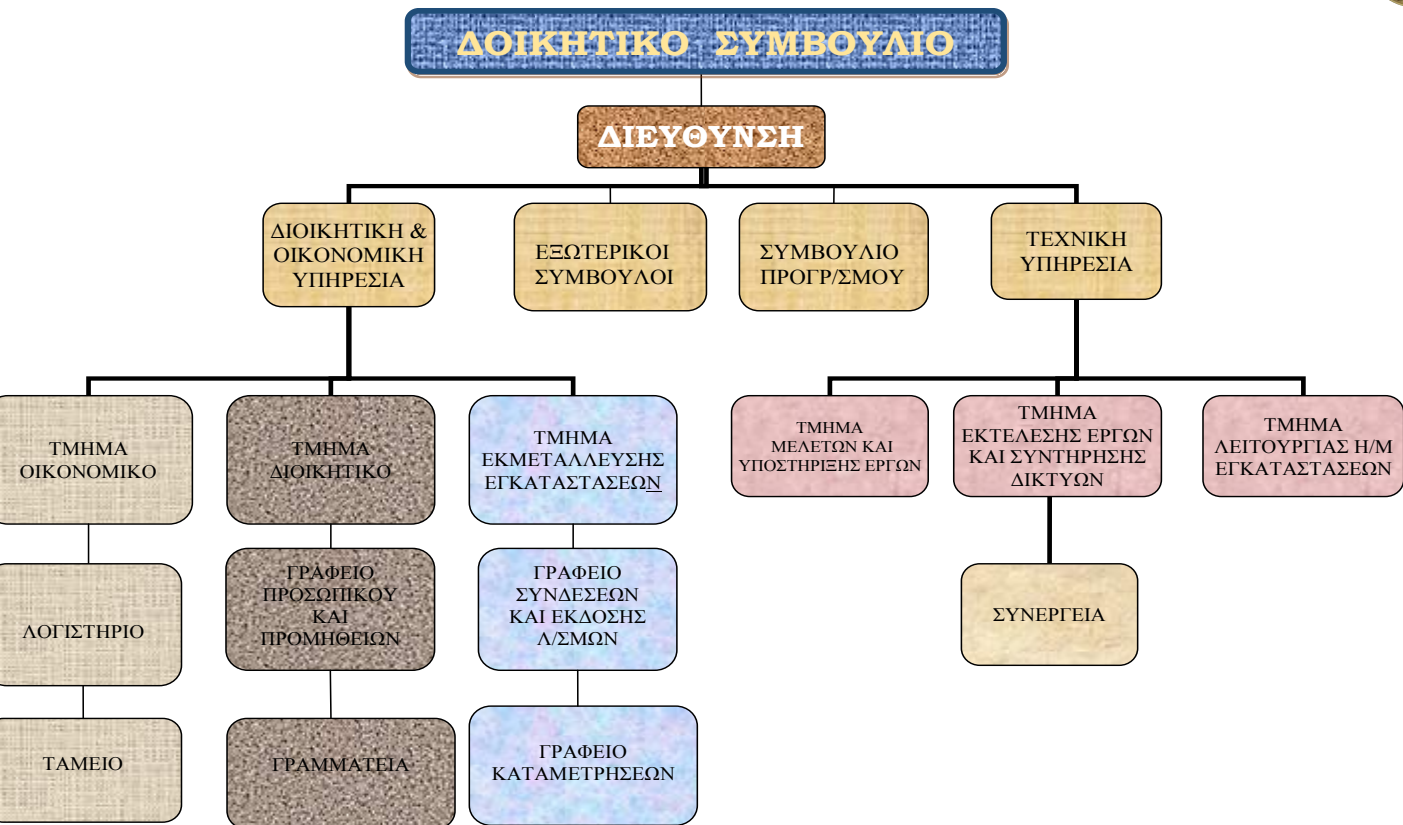 ΔΟΙΚΗΤΙΚΟ ΣΥΜΒΟΥΛΙΟ
ΔΙΕΥΘΥΝΣΗ
ΔΙΟΙΚΗΤΙΚΗ &
ΟΙΚΟΝΟΜΙΚΗ
ΥΠΗΡΕΣΙΑ
ΕΞΩΤΕΡΙΚΟΙ
ΣΥΜΒΟΥΛΟΙ
ΣΥΜΒΟΥΛΙΟ
ΠΡΟΓΡ/ΣΜΟΥ
ΤΕΧΝΙΚΗ
ΥΠΗΡΕΣΙΑ
ΤΜΗΜΑ
ΟΙΚΟΝΟΜΙΚΟ
ΤΜΗΜΑ
ΔΙΟΙΚΗΤΙΚΟ
ΤΜΗΜΑ
ΕΚΜΕΤΑΛΛΕΥΣΗΣ
ΕΓΚΑΤΑΣΤΑΣΕΩΝ
ΤΜΗΜΑ
ΜΕΛΕΤΩΝ ΚΑΙ
ΥΠΟΣΤΗΡΙΞΗΣ ΕΡΓΩΝ
ΤΜΗΜΑ
ΕΚΤΕΛΕΣΗΣ ΕΡΓΩΝ
ΚΑΙ ΣΥΝΤΗΡΗΣΗΣ
ΔΙΚΤΥΩΝ
ΤΜΗΜΑ
ΛΕΙΤΟΥΡΓΙΑΣ Η/Μ
ΕΓΚΑΤΑΣΤΑΣΕΩΝ
ΛΟΓΙΣΤΗΡΙΟ
ΓΡΑΦΕΙΟ
ΠΡΟΣΩΠΙΚΟΥ
ΚΑΙ
ΠΡΟΜΗΘΕΙΩΝ
ΓΡΑΦΕΙΟ
ΣΥΝΔΕΣΕΩΝ
ΚΑΙ ΕΚΔΟΣΗΣ
Λ/ΣΜΩΝ
ΣΥΝΕΡΓΕΙΑ
ΤΑΜΕΙΟ
ΓΡΑΜΜΑΤΕΙΑ
ΓΡΑΦΕΙΟ
ΚΑΤΑΜΕΤΡΗΣΕΩΝ